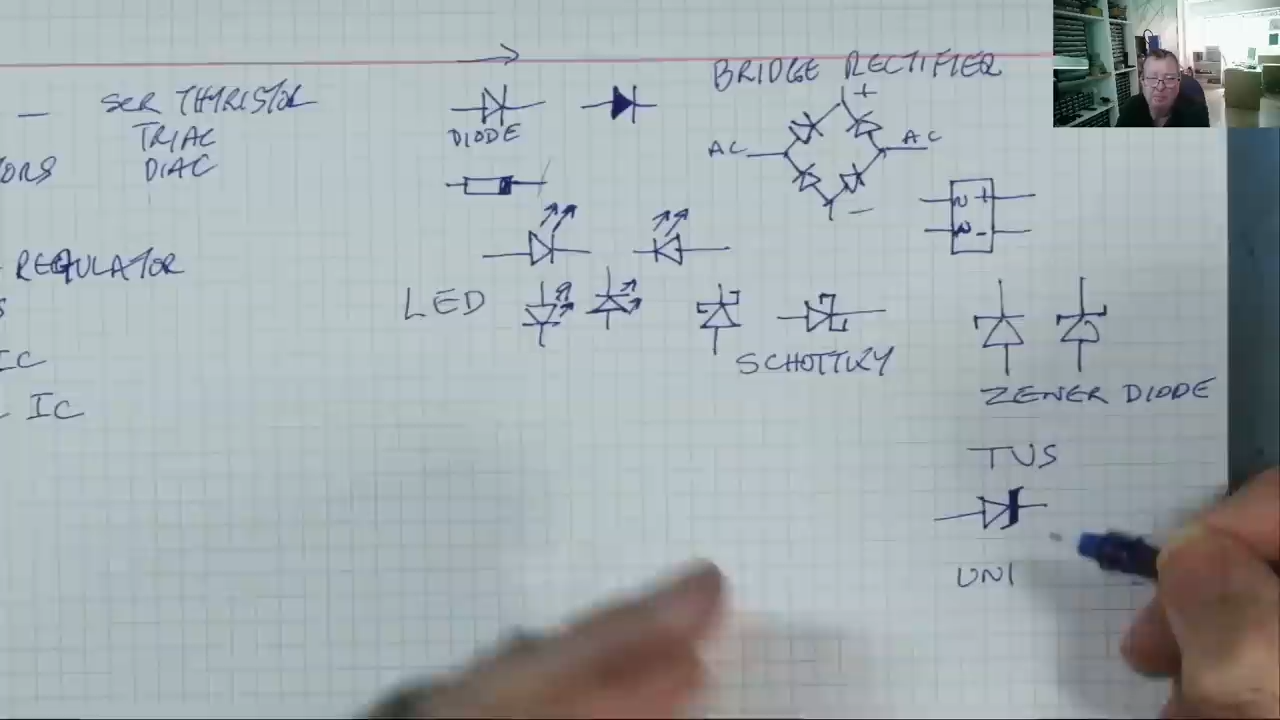 — SCR THYRISTOR
TRIAC
ORS DIAC
REGULATOR
S
IC
IC
DIODE
BRIDGE RECTIFIER
+
AC
AC
—
+
-
LED
SCHOTTKY
ZENER DIODE
TVS
UNI